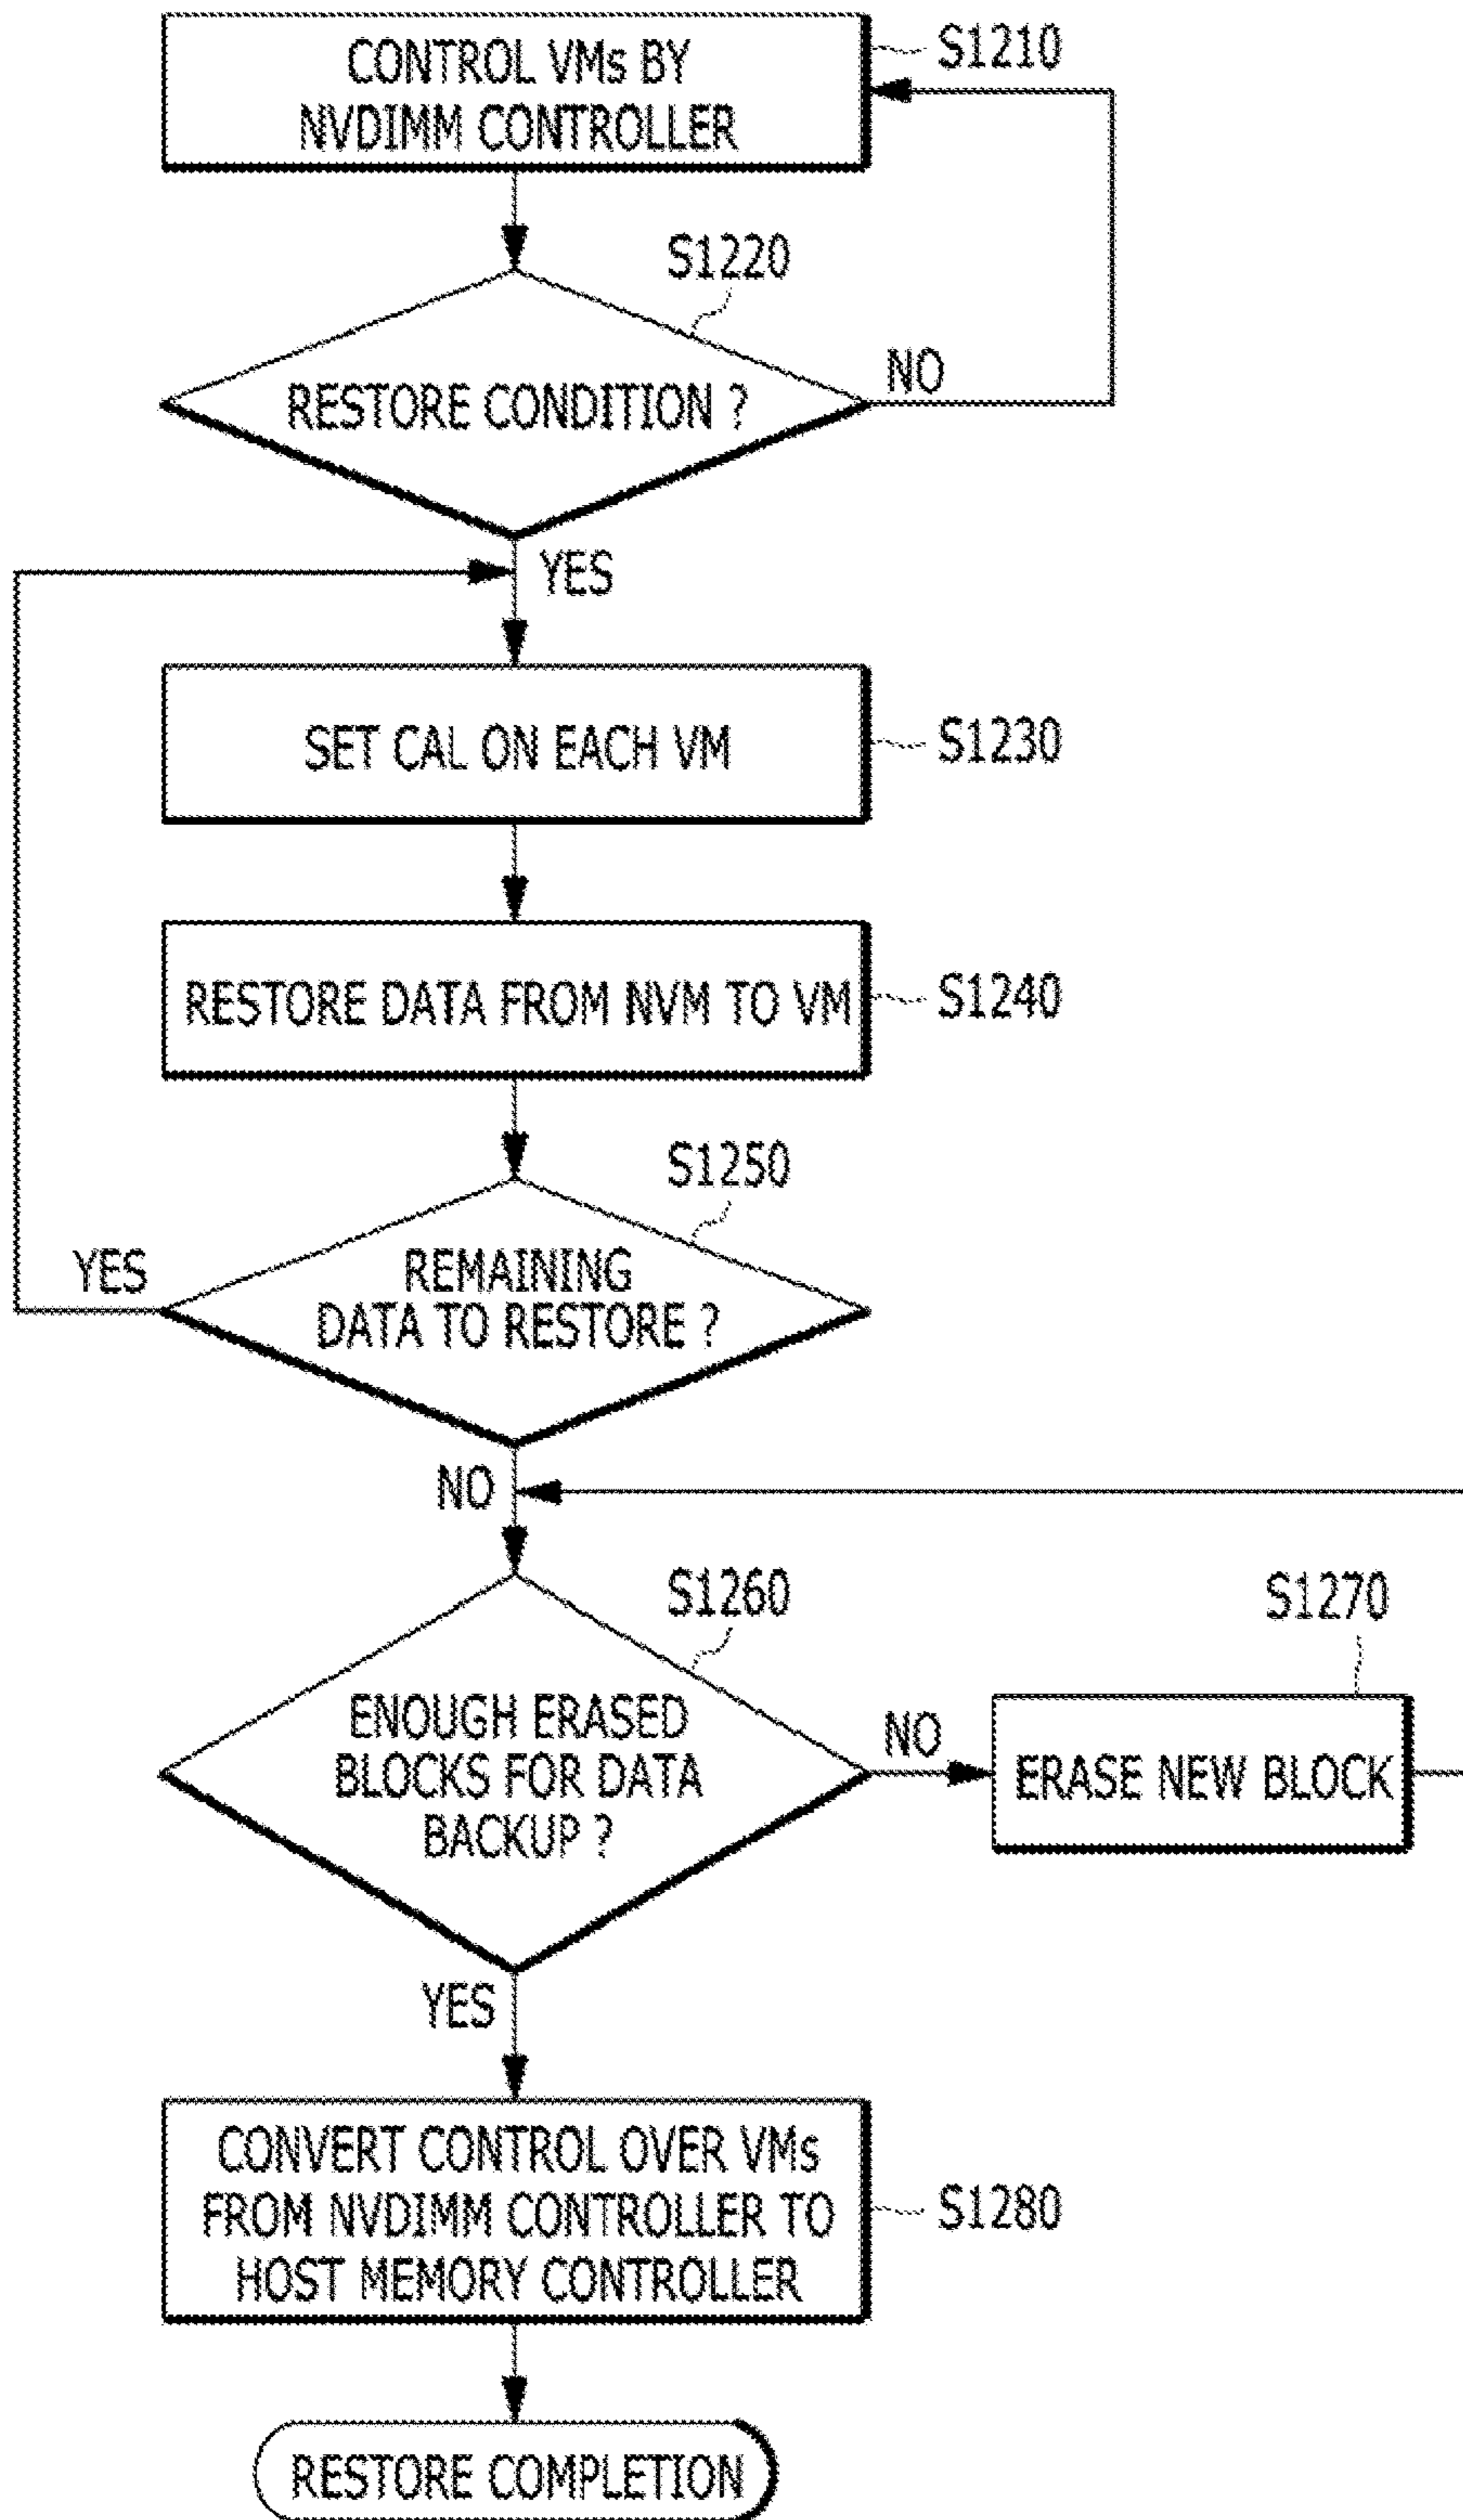 CONTROL VMs BY
NVDIMM CONTROLLER
S1210
S1220
RESTORE CONDITION ?
NO
YES
SET CAL ON EACH VM
S1230
RESTORE DATA FROM NVM TO VM
S1240
S1250
YES
REMAINING
DATA TO RESTORE ?
NO
S1260
S1270
ENOUGH ERASED
BLOCKS FOR DATA
BACKUP ?
NO
ERASE NEW BLOCK
YES
CONVERT CONTROL OVER VMs
FROM NVDIMM CONTROLLER TO
HOST MEMORY CONTROLLER
S1280
RESTORE COMPLETION